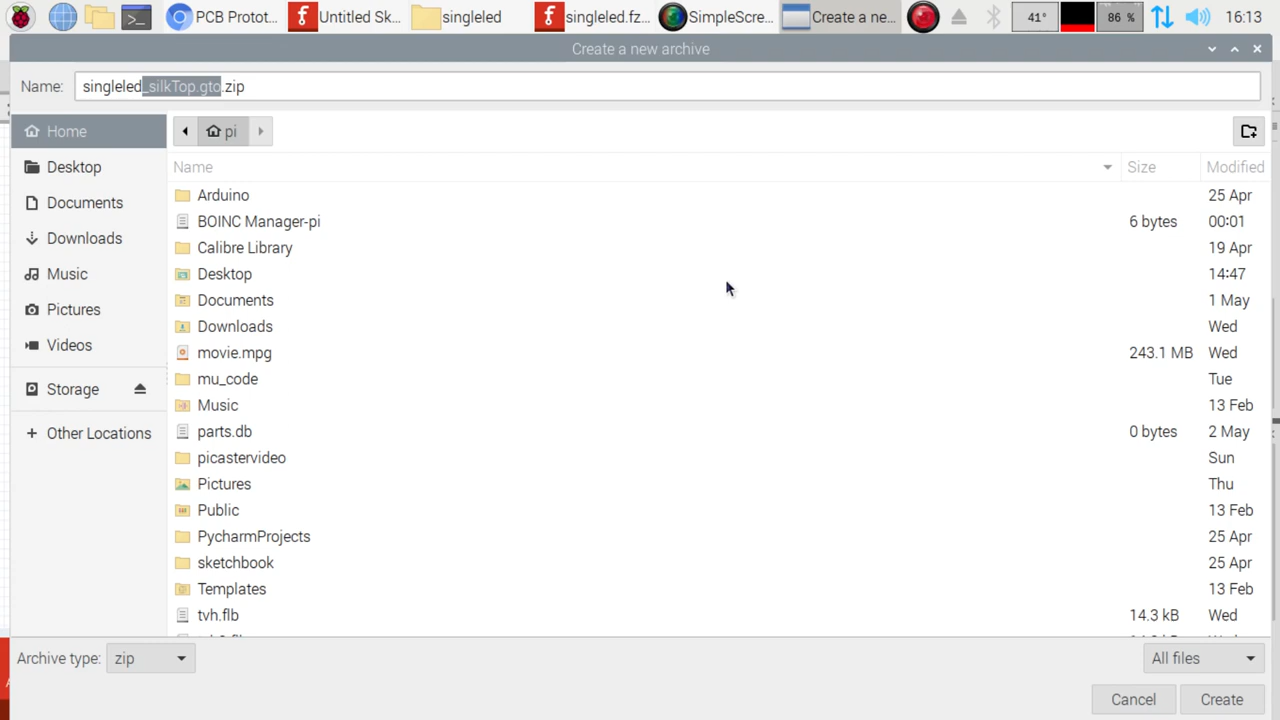 PCB Protot...
Untitled Sk...
singleled
singleled.fz...
SimpleScre...
Create a ne...
41°
86 %
16:13
Create a new archive
Name: singleled_silkTop.gto.zip
Home
pi
Desktop
Documents
Downloads
Music
Pictures
Videos
Storage
Other Locations
Name Size Modified
Arduino 25 Apr
BOINC Manager-pi 6 bytes 00:01
Calibre Library 19 Apr
Desktop 14:47
Documents 1 May
Downloads Wed
movie.mpg 243.1 MB Wed
mu_code Tue
Music 13 Feb
parts.db 0 bytes 2 May
picastervideo Sun
Pictures Thu
Public 13 Feb
PycharmProjects 25 Apr
sketchbook 25 Apr
Templates 13 Feb
tvh.flb 14.3 kB Wed
Archive type: zip
All files
Cancel
Create